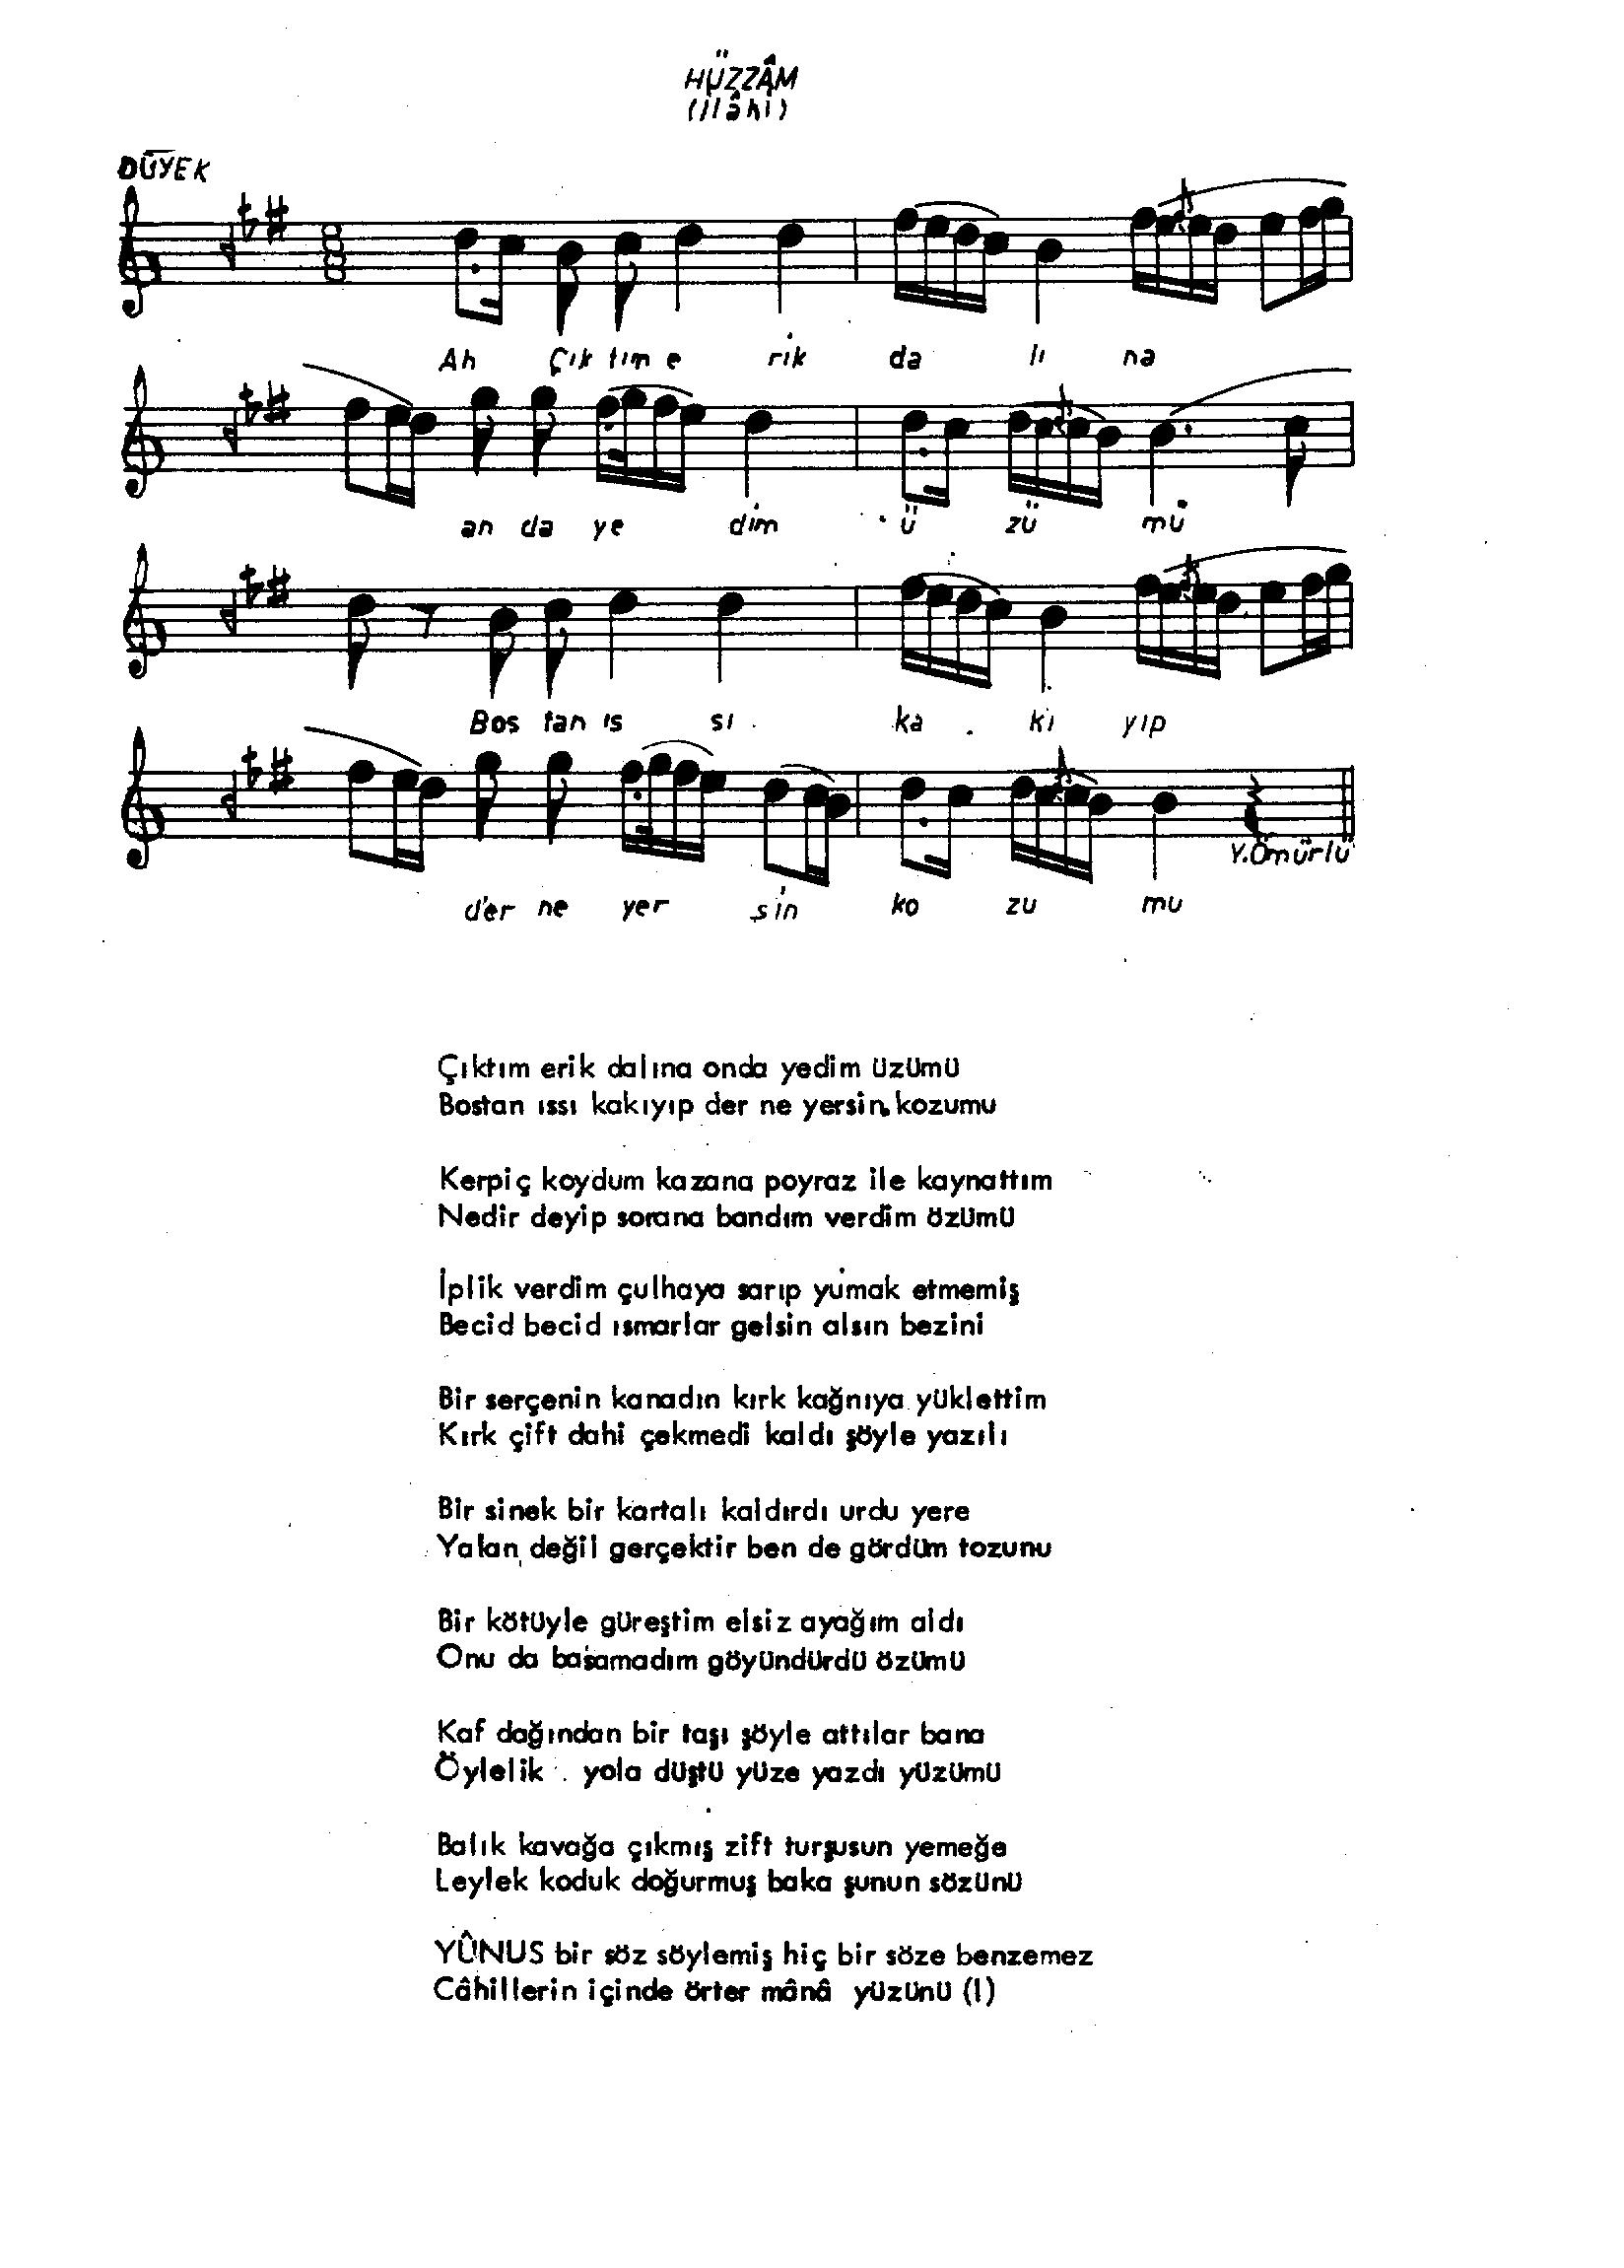 HÜZZÂM
(ilâhi)
DÜYEK
8
8
Ah Çık tım e rik da lı na
an da ye dim ü zü mü
Bos tan ıs sı ka kı yıp
der ne yer sin ko zu mu
Y.Ömürlü
Çıktım erik dalına onda yedim üzümü
Bostan ıssı kakıyıp der ne yersin kozumu
Kerpiç koydum kazana poyraz ile kaynattım
Nedir deyip sorana bandım verdim özümü
İplik verdim çulhaya sarıp yumak etmemiş
Becid becid ısmarlar gelsin alsın bezini
Bir serçenin kanadın kırk kağnıya yüklettim
Kırk çift dahi çekmedi kaldı şöyle yazılı
Bir sinek bir kartalı kaldırdı urdu yere
Yalan değil gerçektir ben de gördüm tozunu
Bir kötüyle güreştim elsiz ayağım aldı
Onu da basamadım göyündürdü özümü
Kaf dağından bir taşı şöyle attılar bana
Öylelik yola düştü yüze yazdı yüzümü
Balık kavağa çıkmış zift turşusun yemeğe
Leylek koduk doğurmuş baka şunun sözünü
YÛNUS bir söz söylemiş hiç bir söze benzemez
Câhillerin içinde örter mânâ yüzünü (I)